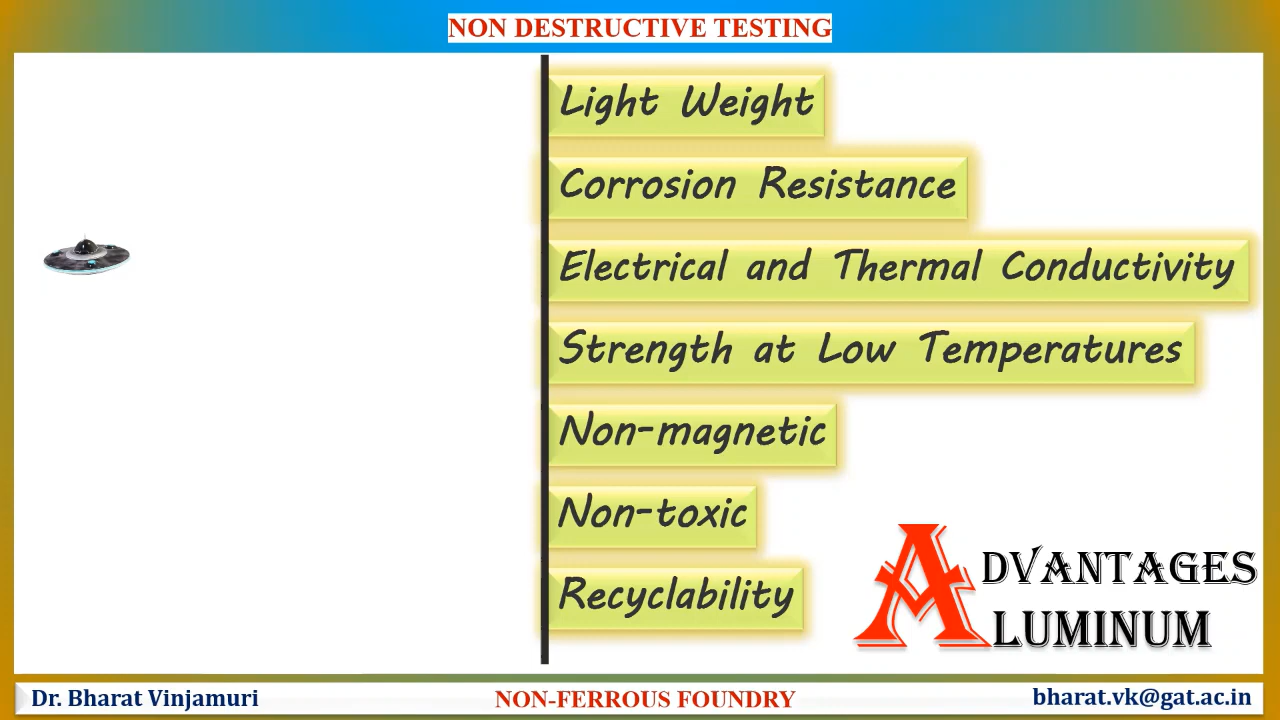 NON DESTRUCTIVE TESTING
Light Weight
Corrosion Resistance
Electrical and Thermal Conductivity
Strength at Low Temperatures
Non-magnetic
Non-toxic
Recyclability
ADVANTAGES
ALUMINUM
Dr. Bharat Vinjamuri
NON-FERROUS FOUNDRY
bharat.vk@gat.ac.in